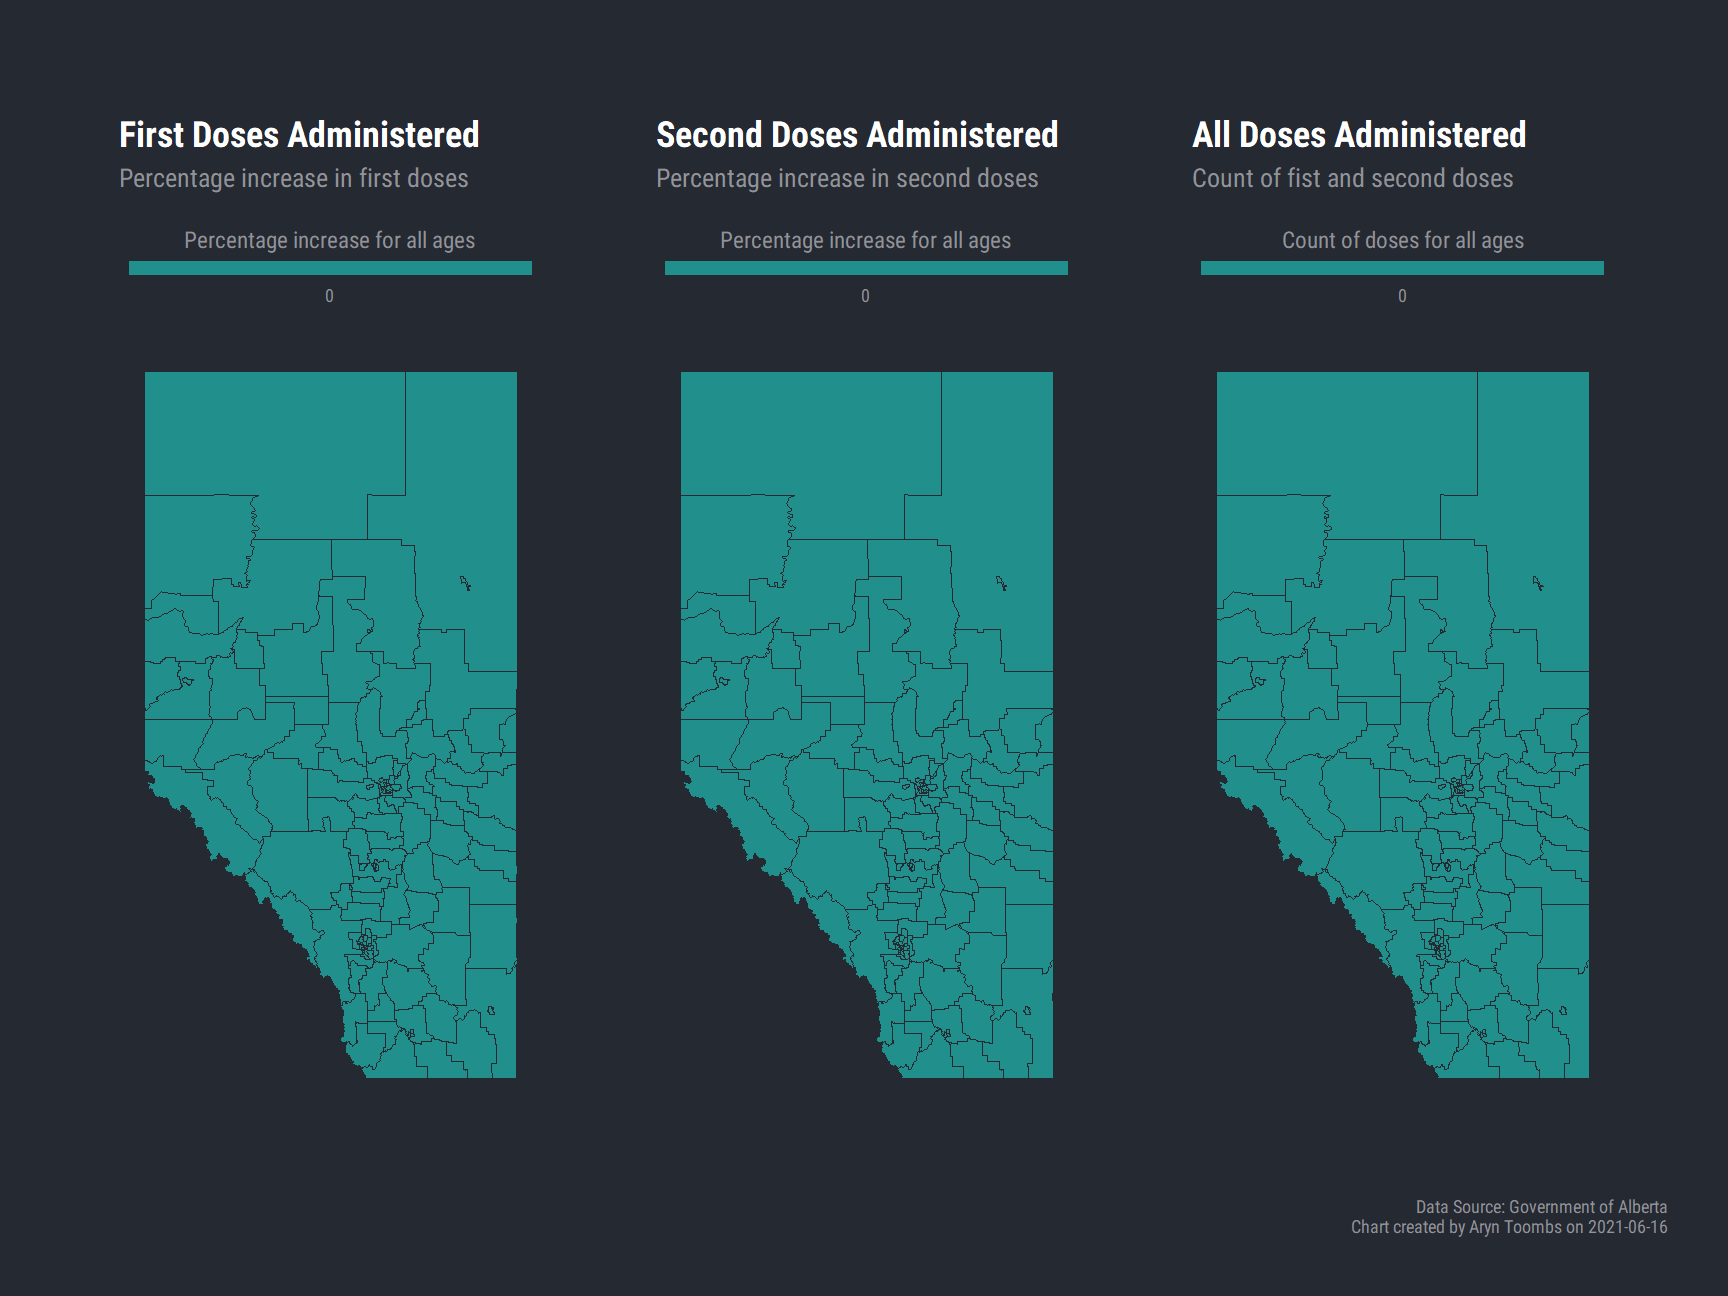 First Doses Administered
Percentage increase in first doses
Percentage increase for all ages
0
Second Doses Administered
Percentage increase in second doses
Percentage increase for all ages
0
All Doses Administered
Count of fist and second doses
Count of doses for all ages
0
Data Source: Government of Alberta
Chart created by Aryn Toombs on 2021-06-16